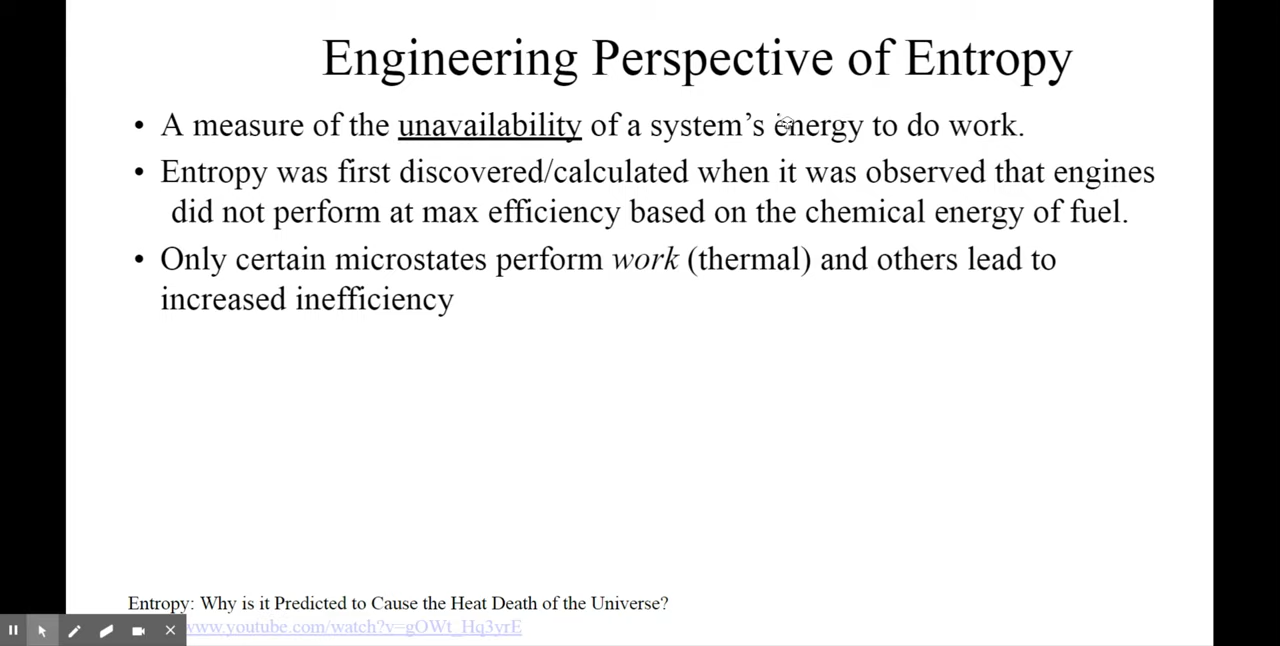 Engineering Perspective of Entropy
• A measure of the unavailability of a system's energy to do work.
• Entropy was first discovered/calculated when it was observed that engines
did not perform at max efficiency based on the chemical energy of fuel.
• Only certain microstates perform work (thermal) and others lead to
increased inefficiency
Entropy: Why is it Predicted to Cause the Heat Death of the Universe?
www.youtube.com/watch?v=gOWt_Hq3yrE